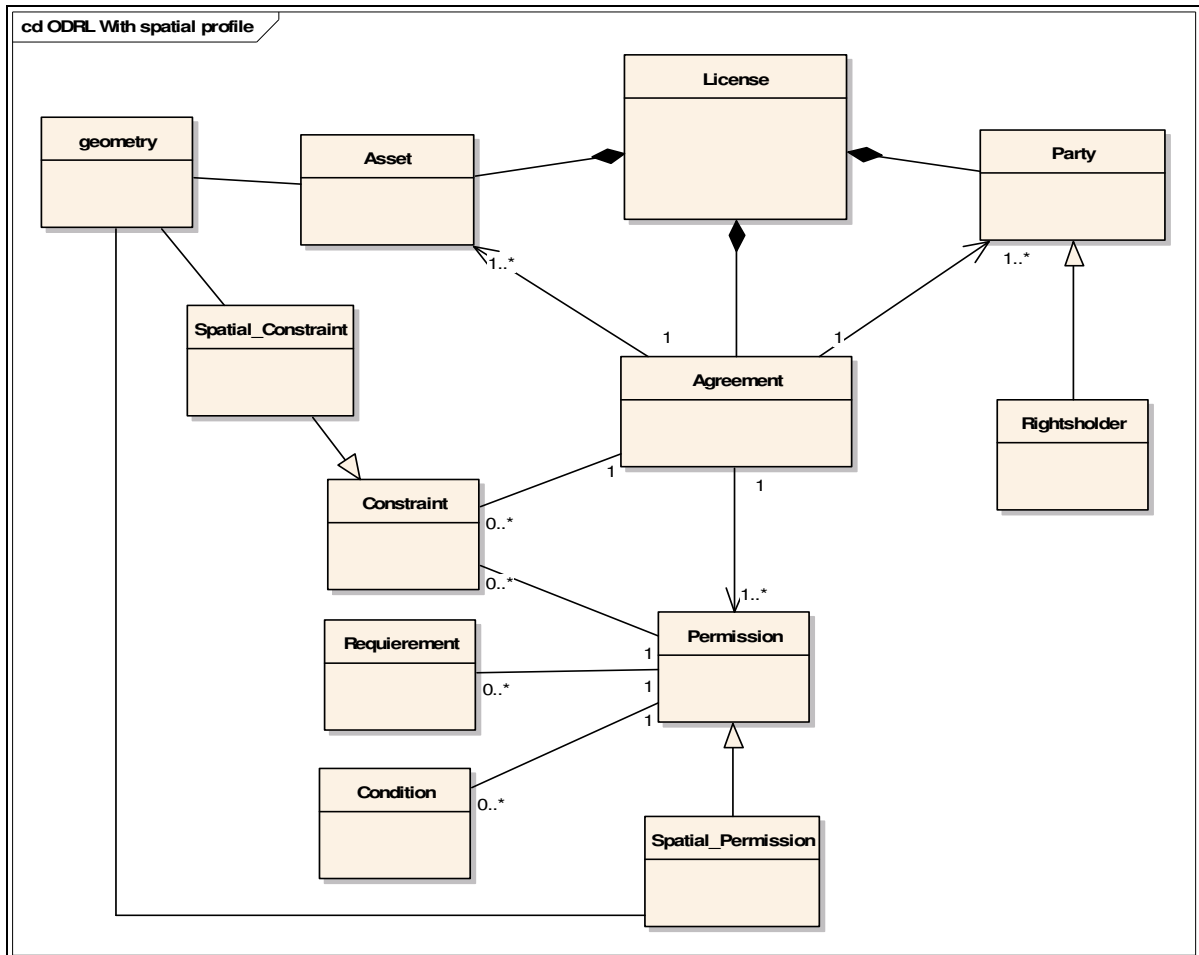 cd ODRL With spatial profile
License
geometry
Asset
Party
1..*
1..*
Spatial_Constraint
1
1
Agreement
Rightsholder
1
1
Constraint
0..*
0..*
1..*
Requierement
Permission
1
0..*
1
1
Condition
0..*
Spatial_Permission